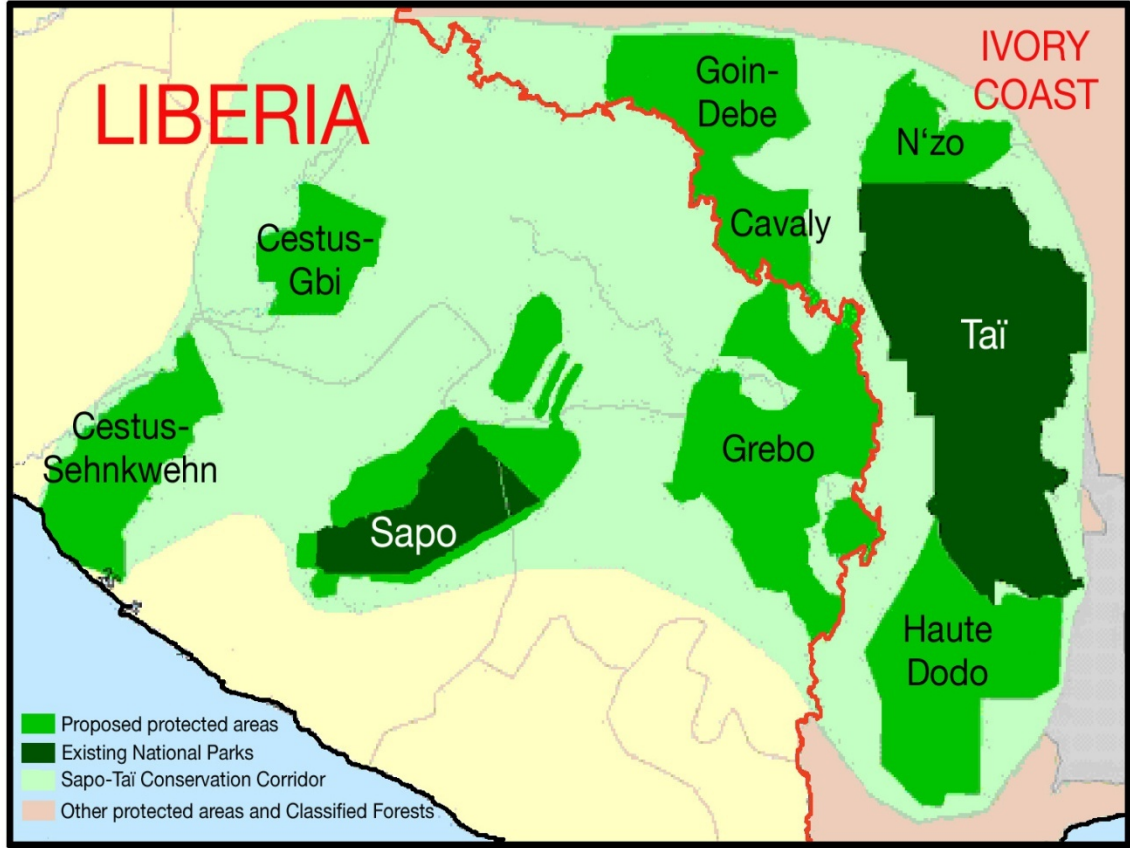 LIBERIA
IVORY
COAST
Goin-
Debe
N'zo
Cestus-
Gbi
Cavaly
Taï
Cestus-
Sehnkwehn
Grebo
Sapo
Haute
Dodo
Proposed protected areas
Existing National Parks
Sapo-Taï Conservation Corridor
Other protected areas and Classified Forests